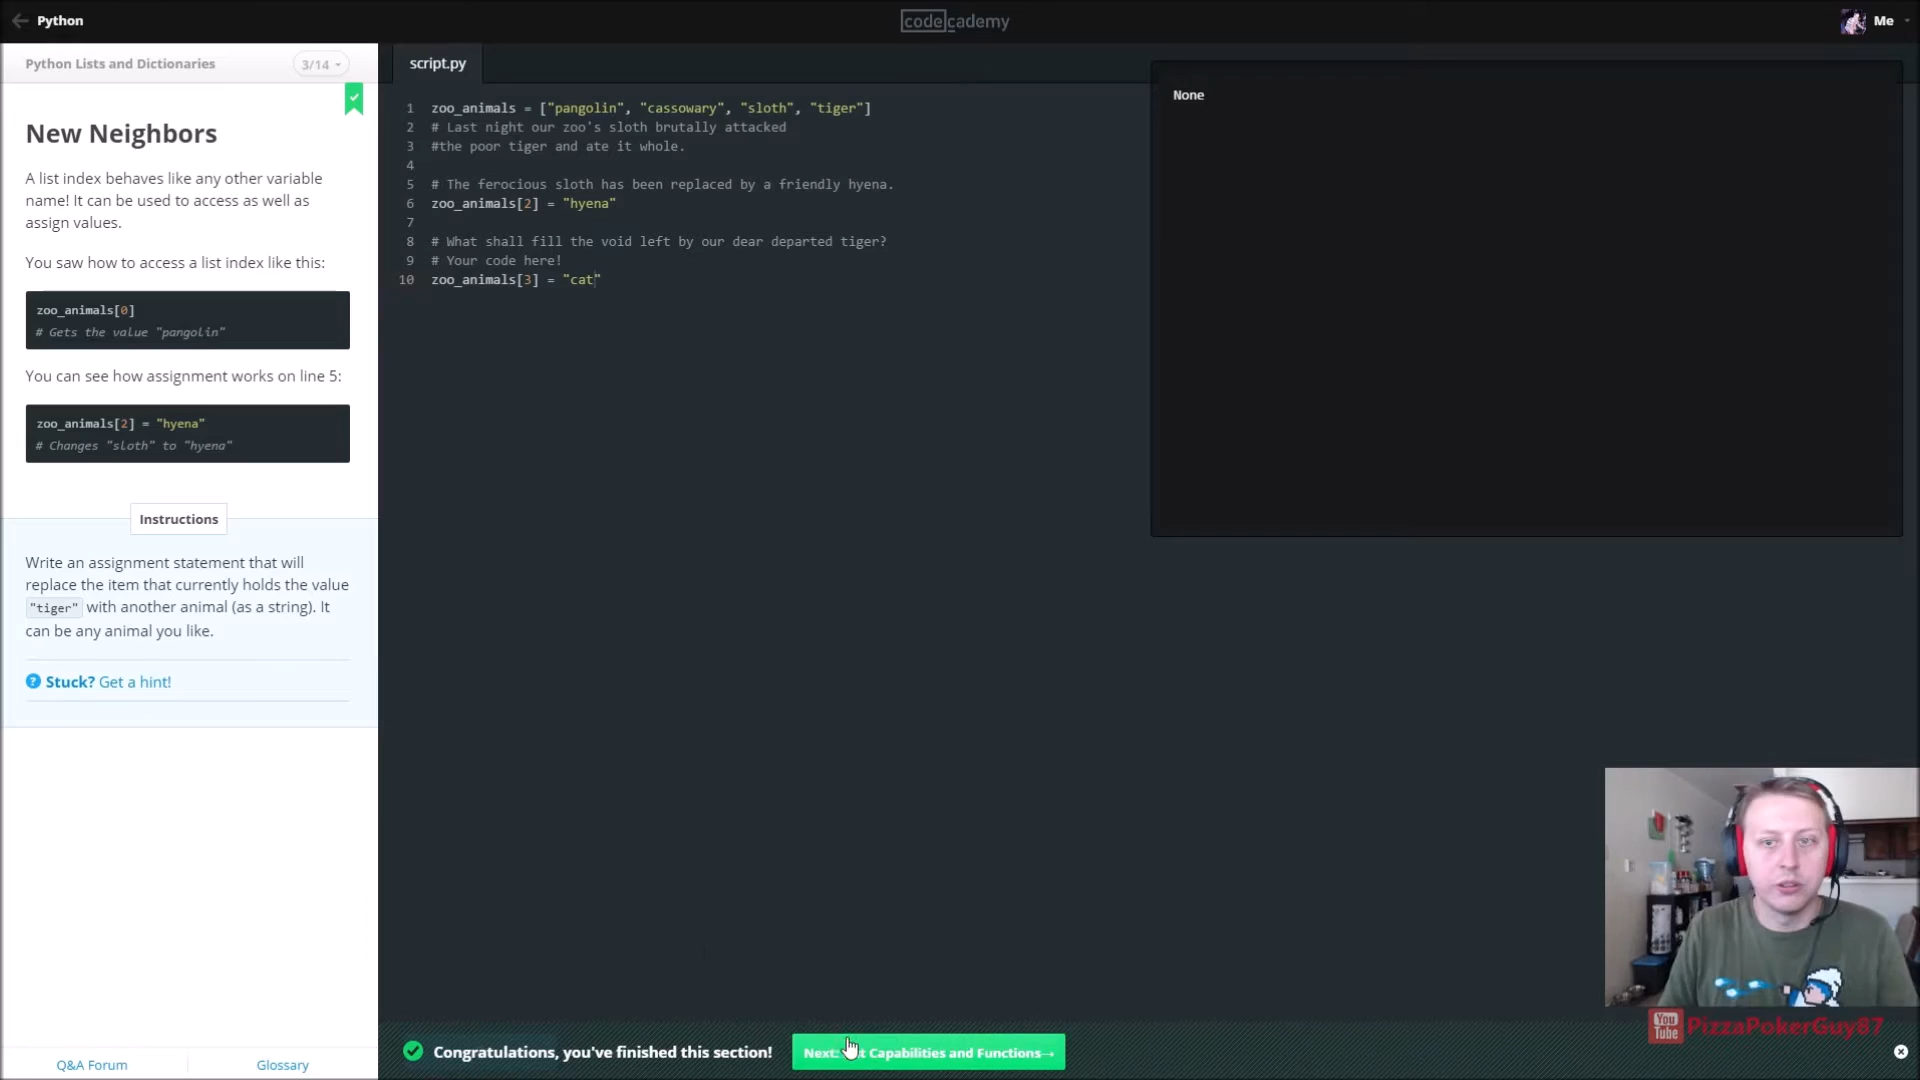 Python
codecademy
Me
Python Lists and Dictionaries
3/14
New Neighbors
A list index behaves like any other variable
name! It can be used to access as well as
assign values.
You saw how to access a list index like this:
zoo_animals[0]
# Gets the value "pangolin"
You can see how assignment works on line 5:
zoo_animals[2] = "hyena"
# Changes "sloth" to "hyena"
Instructions
Write an assignment statement that will
replace the item that currently holds the value
"tiger" with another animal (as a string). It
can be any animal you like.
Stuck? Get a hint!
Q&A Forum
Glossary
script.py
1 zoo_animals = ["pangolin", "cassowary", "sloth", "tiger"]
2 # Last night our zoo's sloth brutally attacked
3 #the poor tiger and ate it whole.
4
5 # The ferocious sloth has been replaced by a friendly hyena.
6 zoo_animals[2] = "hyena"
7
8 # What shall fill the void left by our dear departed tiger?
9 # Your code here!
10 zoo_animals[3] = "cat"
None
You Tube PizzaPokerGuy87
Congratulations, you've finished this section!
Next: Capabilities and Functions→